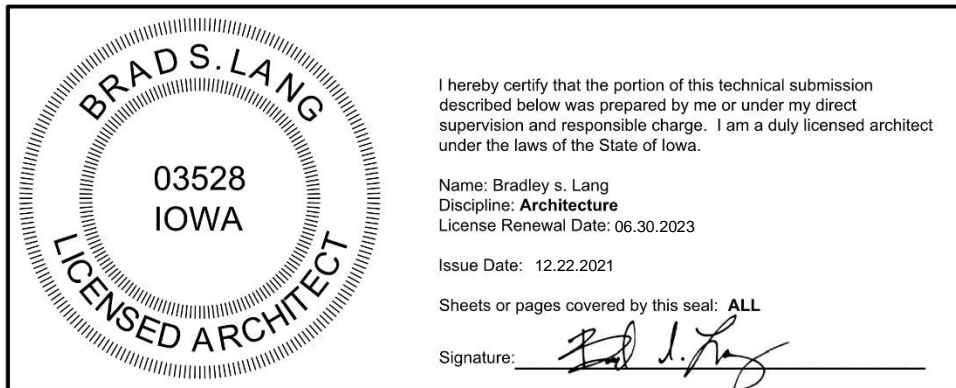 BRAD S. LANG
03528
IOWA
LICENSED ARCHITECT
I hereby certify that the portion of this technical submission
described below was prepared by me or under my direct
supervision and responsible charge. I am a duly licensed architect
under the laws of the State of Iowa.
Name: Bradley s. Lang
Discipline: Architecture
License Renewal Date: 06.30.2023
Issue Date: 12.22.2021
Sheets or pages covered by this seal: ALL
Signature: Brad S. Lang